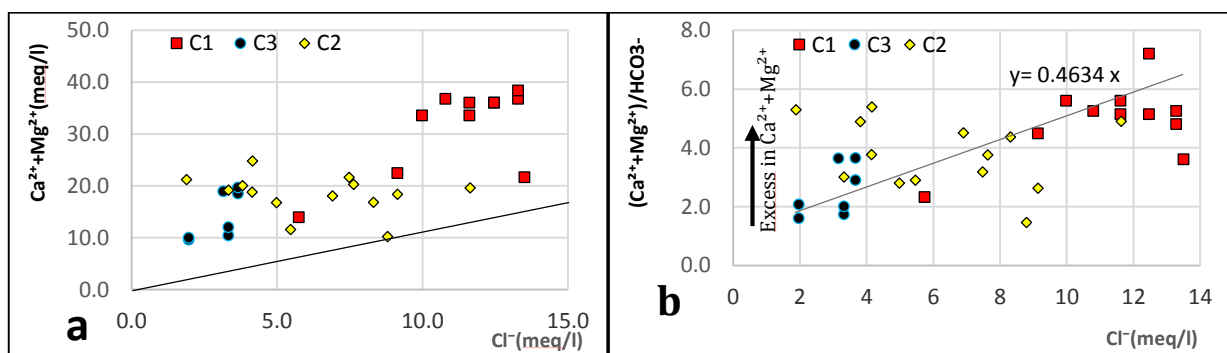 Ca²⁺+Mg²⁺(meq/l)
50.0
40.0
30.0
20.0
10.0
0.0
C1 C3 C2
0.0 5.0 10.0 15.0
a
Cl⁻(meq/l)
(Ca²⁺+Mg²⁺)/HCO3-
8.0
6.0
4.0
2.0
0.0
C1 C3 C2
y= 0.4634 x
Excess in Ca²⁺+Mg²⁺
0 2 4 6 8 10 12 14
b
Cl⁻(meq/l)